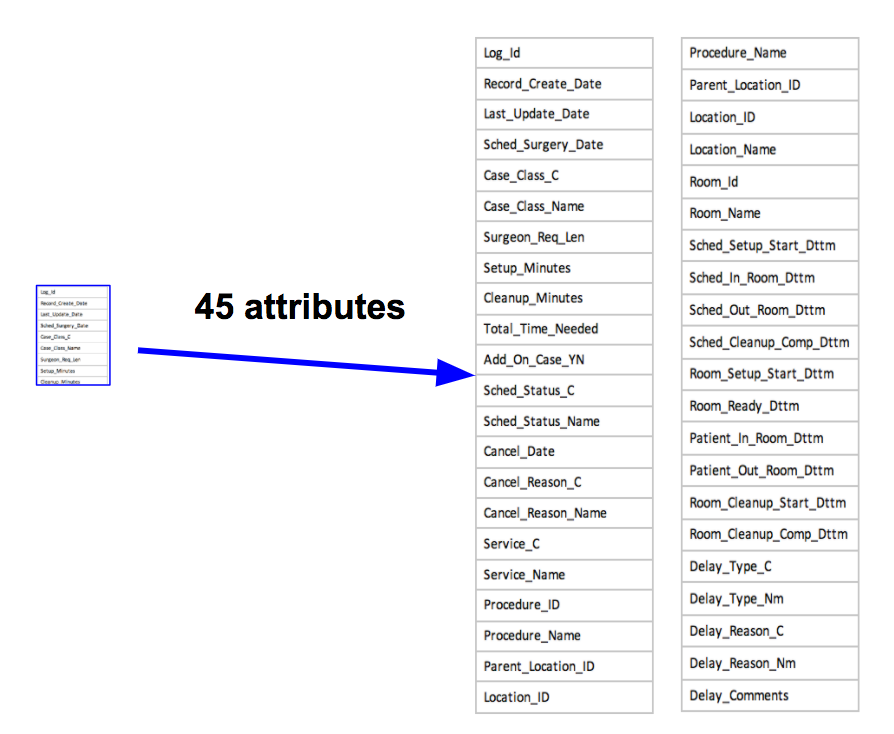 Log_Id
Record_Create_Date
Last_Update_Date
Sched_Surgery_Date
Case_Class_C
Case_Class_Name
Surgeon_Req_Len
Setup_Minutes
Cleanup_Minutes
45 attributes
Log_Id
Record_Create_Date
Last_Update_Date
Sched_Surgery_Date
Case_Class_C
Case_Class_Name
Surgeon_Req_Len
Setup_Minutes
Cleanup_Minutes
Total_Time_Needed
Add_On_Case_YN
Sched_Status_C
Sched_Status_Name
Cancel_Date
Cancel_Reason_C
Cancel_Reason_Name
Service_C
Service_Name
Procedure_ID
Procedure_Name
Parent_Location_ID
Location_ID
Procedure_Name
Parent_Location_ID
Location_ID
Location_Name
Room_Id
Room_Name
Sched_Setup_Start_Dttm
Sched_In_Room_Dttm
Sched_Out_Room_Dttm
Sched_Cleanup_Comp_Dttm
Room_Setup_Start_Dttm
Room_Ready_Dttm
Patient_In_Room_Dttm
Patient_Out_Room_Dttm
Room_Cleanup_Start_Dttm
Room_Cleanup_Comp_Dttm
Delay_Type_C
Delay_Type_Nm
Delay_Reason_C
Delay_Reason_Nm
Delay_Comments